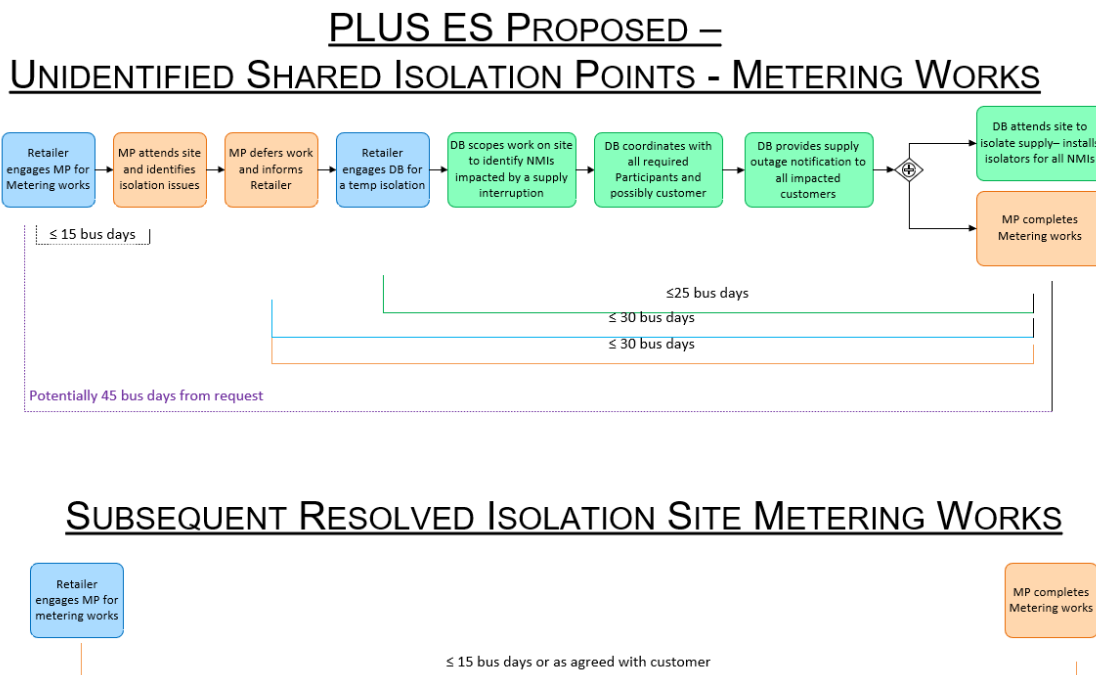 PLUS ES PROPOSED –
UNIDENTIFIED SHARED ISOLATION POINTS - METERING WORKS
Retailer
engages MP for
Metering works
MP attends site
and identifies
isolation issues
MP defers work
and informs
Retailer
Retailer
engages DB for
a temp isolation
DB scopes work on site
to identify NMIs
impacted by a supply
interruption
DB coordinates with
all required
Participants and
possibly customer
DB provides supply
outage notification to
all impacted
customers
DB attends site to
isolate supply– installs
isolators for all NMIs
MP completes
Metering works
≤ 15 bus days
≤25 bus days
≤ 30 bus days
≤ 30 bus days
Potentially 45 bus days from request
SUBSEQUENT RESOLVED ISOLATION SITE METERING WORKS
Retailer
engages MP for
metering works
MP completes
Metering works
≤ 15 bus days or as agreed with customer